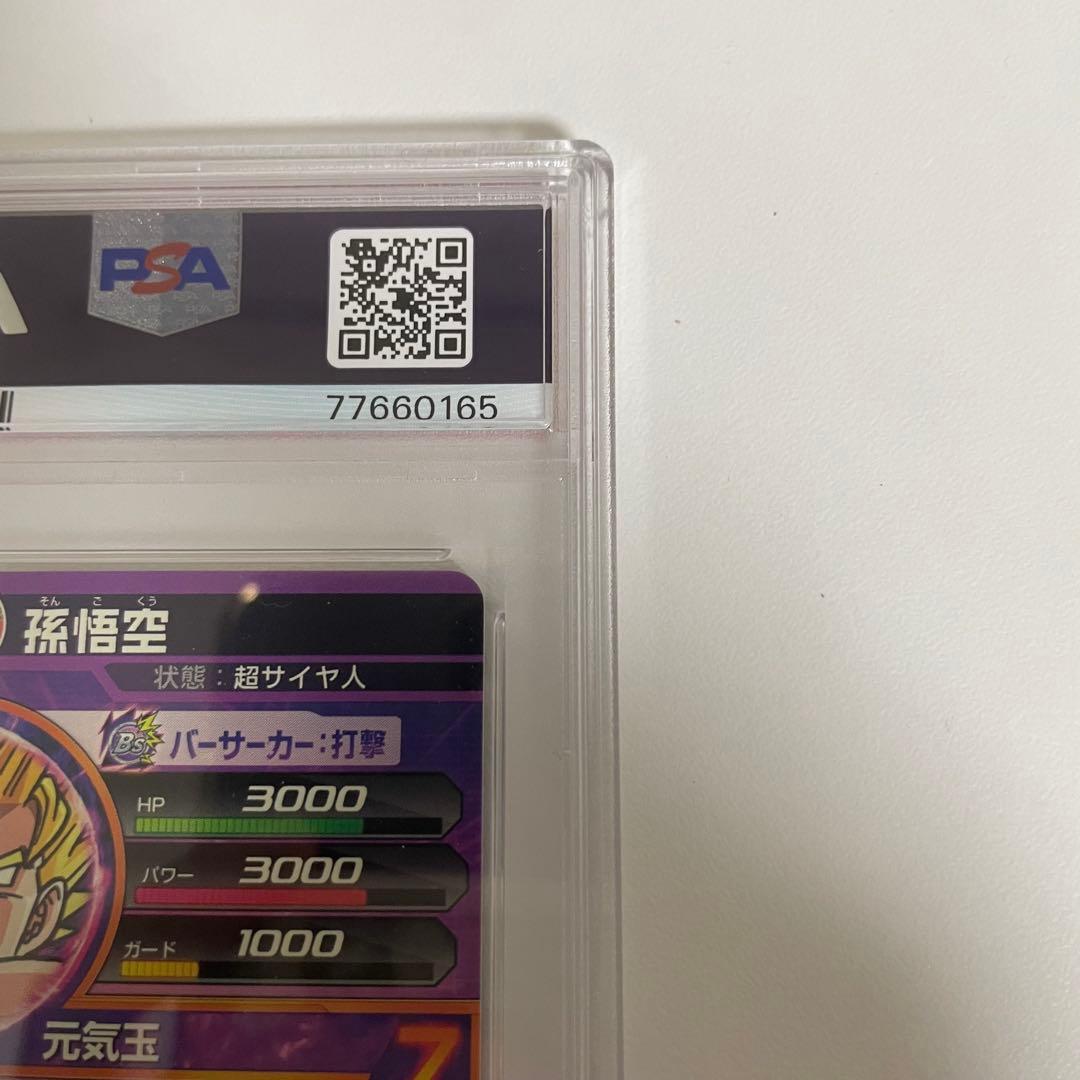 PSA
77660165
そんごくう
孫悟空
状態：超サイヤ人
Bs バーサーカー：打撃
HP 3000
パワー 3000
ガード 1000
元気玉 7